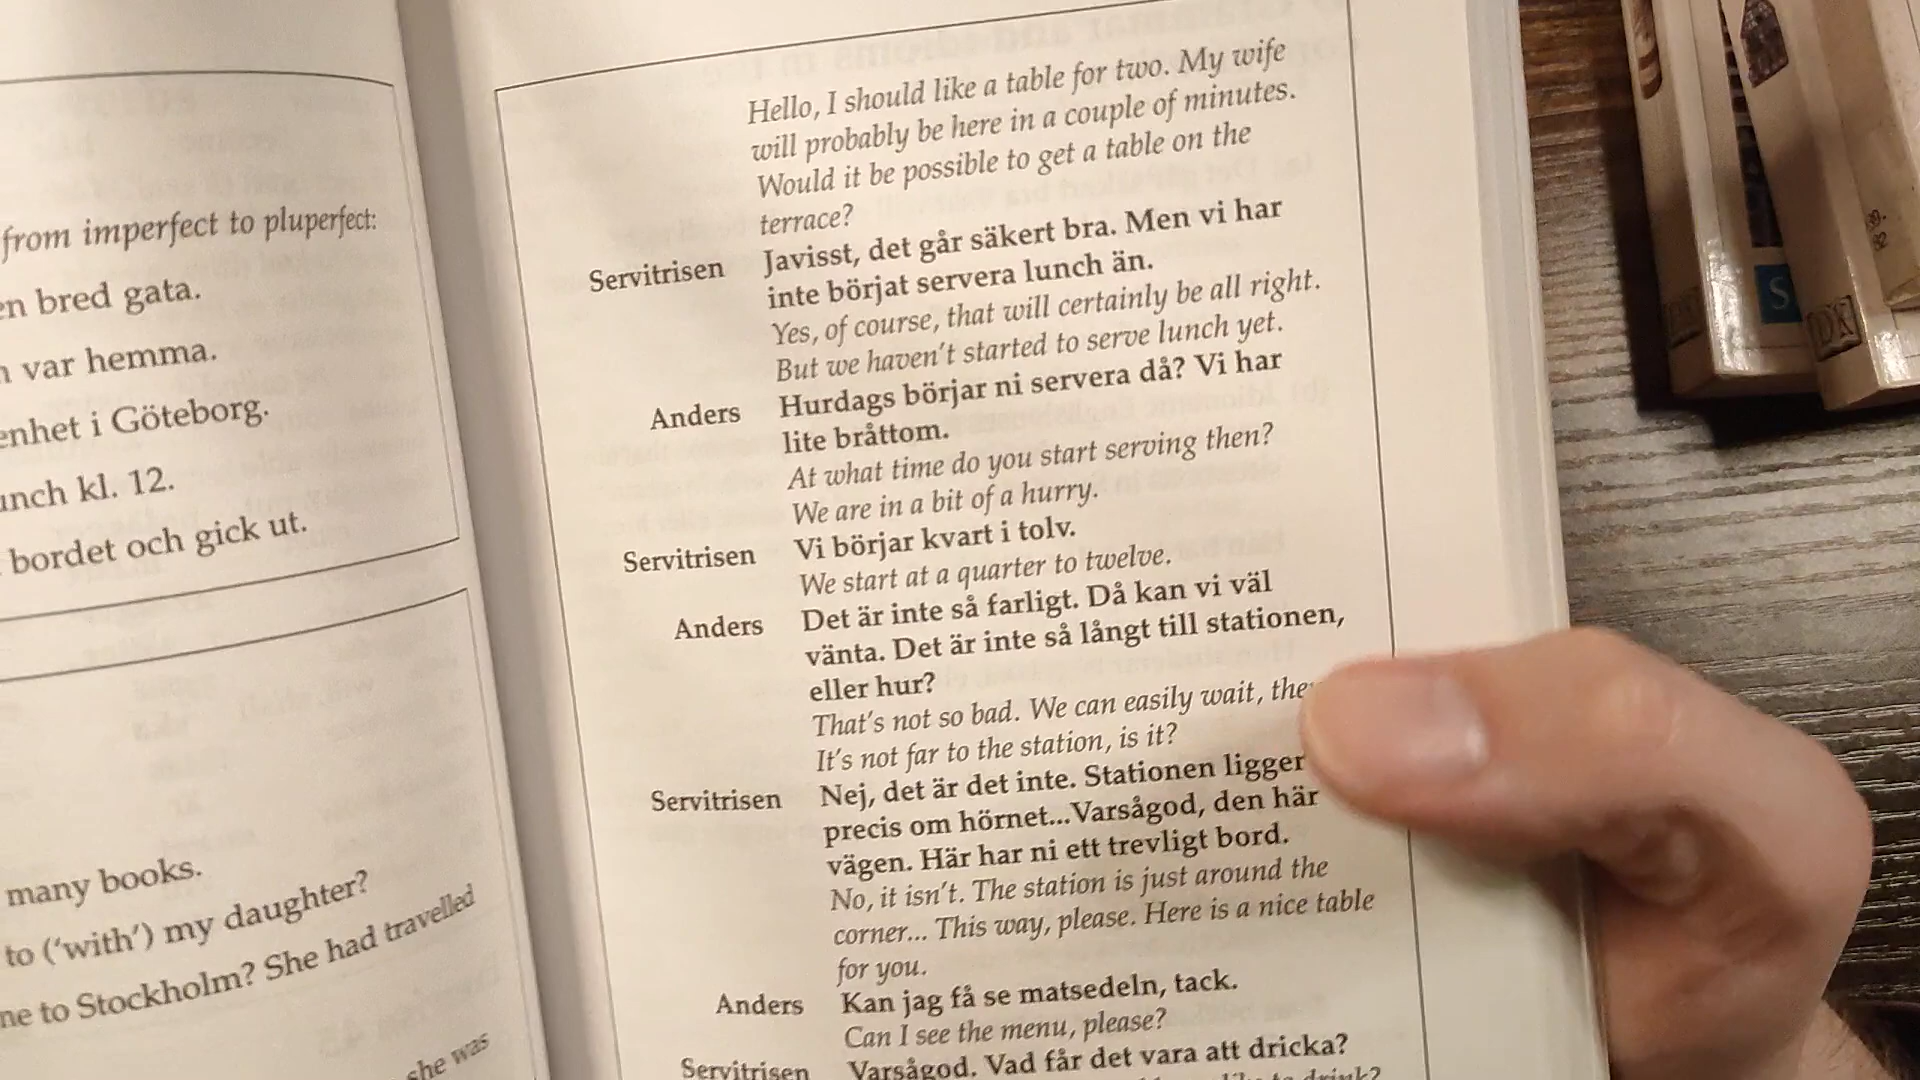 from imperfect to pluperfect:
en bred gata.
var hemma.
enhet i Göteborg.
unch kl. 12.
bordet och gick ut.
many books.
to ('with') my daughter?
me to Stockholm? She had travelled
she was
Hello, I should like a table for two. My wife
will probably be here in a couple of minutes.
Would it be possible to get a table on the
terrace?
Servitrisen Javisst, det går säkert bra. Men vi har
inte börjat servera lunch än.
Yes, of course, that will certainly be all right.
But we haven't started to serve lunch yet.
Anders Hurdags börjar ni servera då? Vi har
lite bråttom.
At what time do you start serving then?
We are in a bit of a hurry.
Servitrisen Vi börjar kvart i tolv.
We start at a quarter to twelve.
Anders Det är inte så farligt. Då kan vi väl
vänta. Det är inte så långt till stationen,
eller hur?
That's not so bad. We can easily wait, the
It's not far to the station, is it?
Servitrisen Nej, det är det inte. Stationen ligger
precis om hörnet...Varsågod, den här
vägen. Här har ni ett trevligt bord.
No, it isn't. The station is just around the
corner... This way, please. Here is a nice table
for you.
Anders Kan jag få se matsedeln, tack.
Can I see the menu, please?
Servitrisen Varsågod. Vad får det vara att dricka?
drink?
S
DK